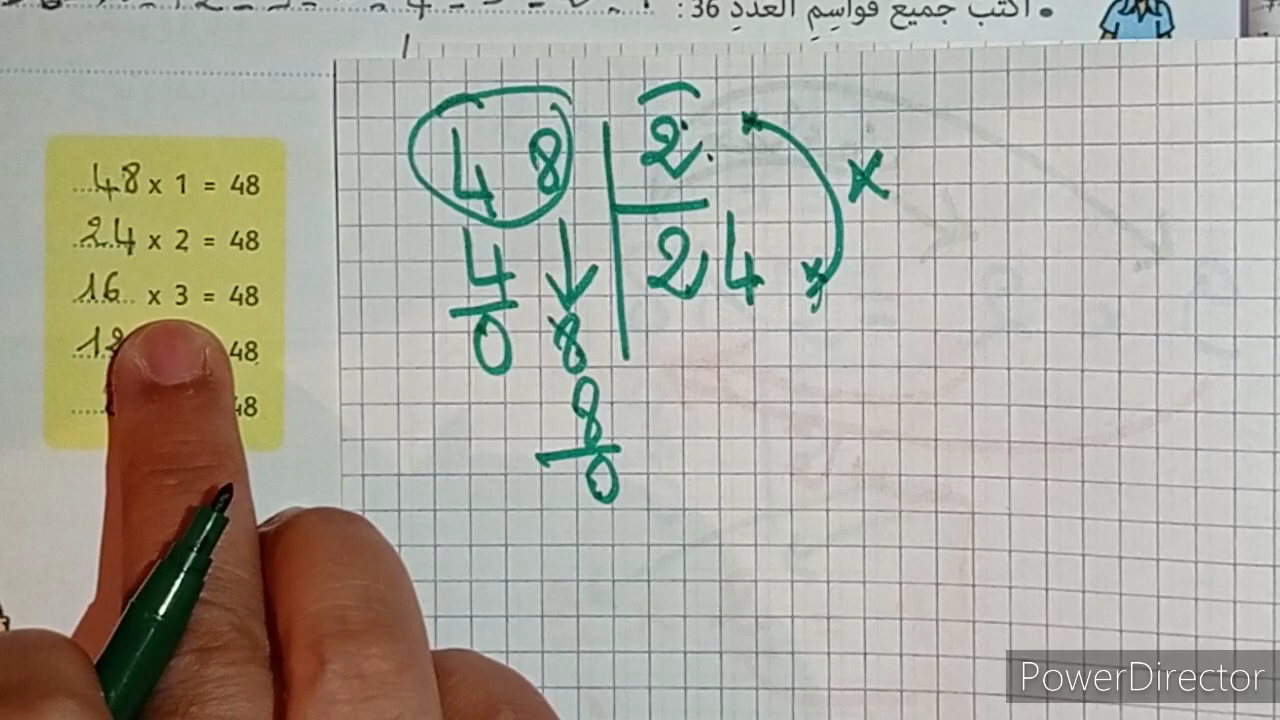 • اكتب جميع قواسم العدد 36 :
48 x 1 = 48
24 x 2 = 48
16 x 3 = 48
48
48
48 2
4 24
0 8
8
0
x
PowerDirector